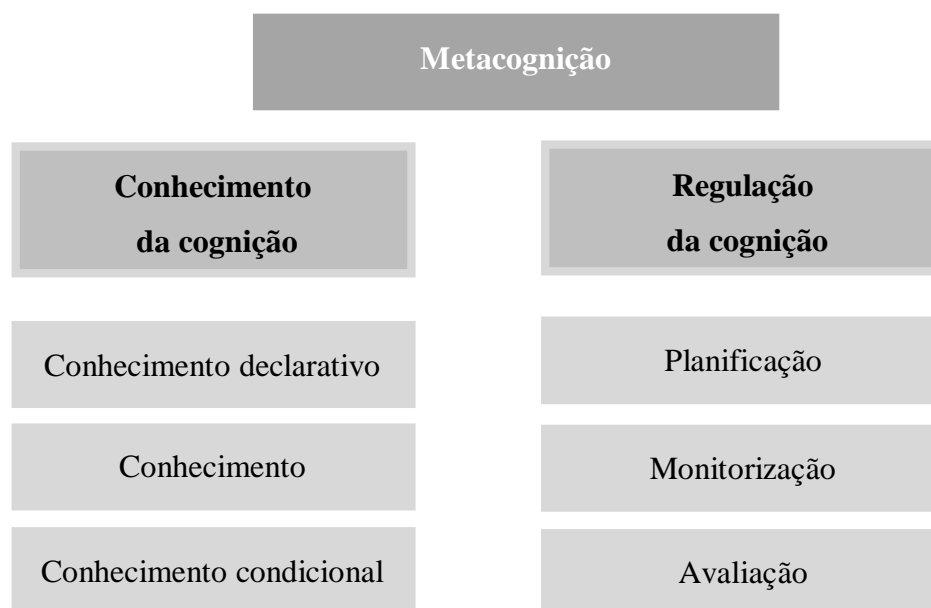 Metacognição
Conhecimento
da cognição
Regulação
da cognição
Conhecimento declarativo
Planificação
Conhecimento
Monitorização
Conhecimento condicional
Avaliação